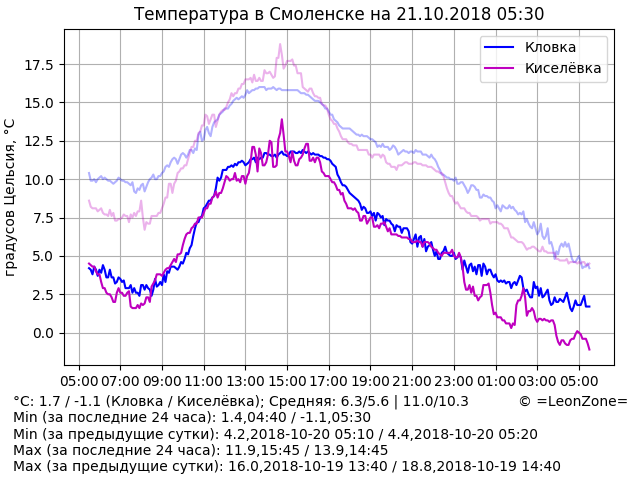 Температура в Смоленске на 21.10.2018 05:30
Кловка
Киселёвка
градусов Цельсия, °C
17.5
15.0
12.5
10.0
7.5
5.0
2.5
0.0
05:00 07:00 09:00 11:00 13:00 15:00 17:00 19:00 21:00 23:00 01:00 03:00 05:00
°C: 1.7 / -1.1 (Кловка / Киселёвка); Средняя: 6.3/5.6 | 11.0/10.3 © =LeonZone=
Min (за последние 24 часа): 1.4,04:40 / -1.1,05:30
Min (за предыдущие сутки): 4.2,2018-10-20 05:10 / 4.4,2018-10-20 05:20
Max (за последние 24 часа): 11.9,15:45 / 13.9,14:45
Max (за предыдущие сутки): 16.0,2018-10-19 13:40 / 18.8,2018-10-19 14:40